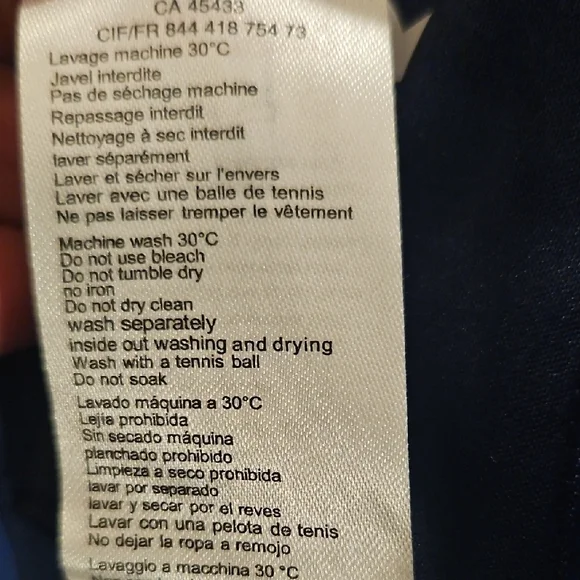 CA 45433
CIF/FR 844 418 754 73
Lavage machine 30°C
Javel interdite
Pas de séchage machine
Repassage interdit
Nettoyage à sec interdit
laver séparément
Laver et sécher sur l'envers
Laver avec une balle de tennis
Ne pas laisser tremper le vêtement
Machine wash 30°C
Do not use bleach
Do not tumble dry
no iron
Do not dry clean
wash separately
inside out washing and drying
Wash with a tennis ball
Do not soak
Lavado máquina a 30°C
Lejia prohibida
Sin secado máquina
planchado prohibido
Limpieza a seco prohibida
lavar por separado
lavar y secar por el reves
Lavar con una pelota de tenis
No dejar la ropa a remojo
Lavaggio a macchina 30 °C